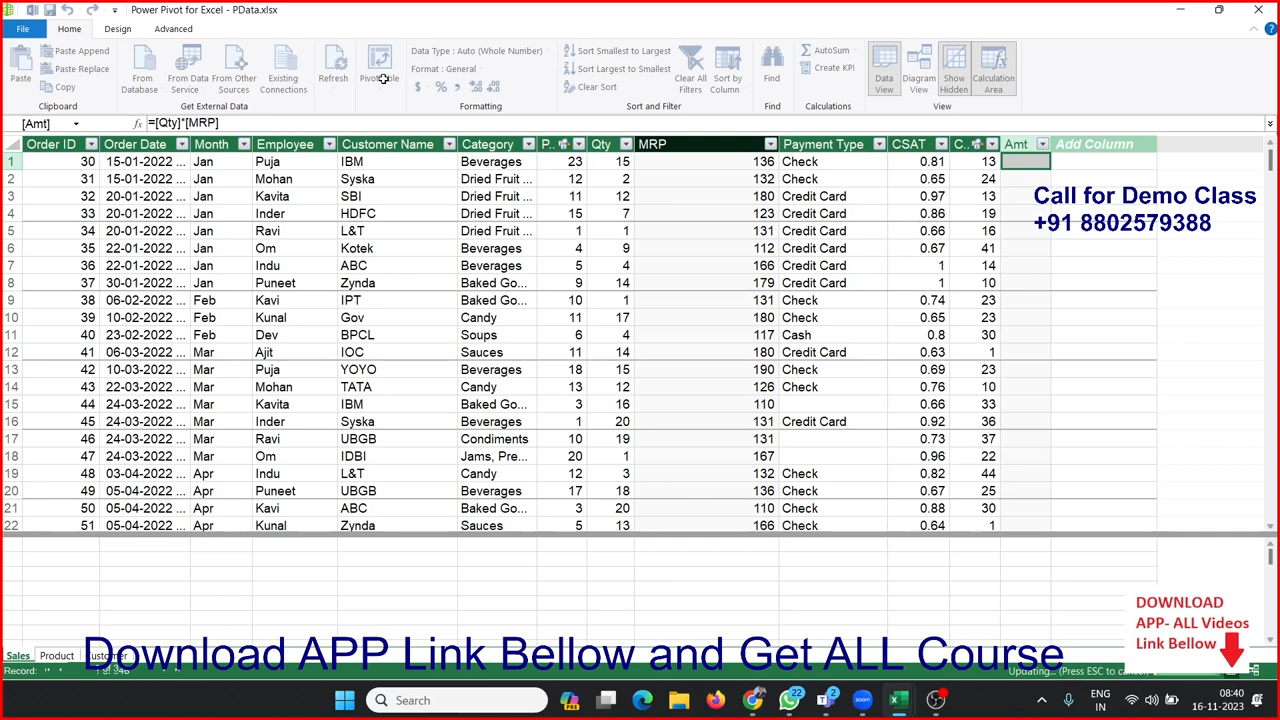 Power Pivot for Excel - PData.xlsx
File Home Design Advanced
Paste Paste Append Paste Replace Copy
From Database From Data Service From Other Sources Existing Connections Refresh PivotTable
Data Type : Auto (Whole Number)
Format : General
$ % , .00
Sort Smallest to Largest
Sort Largest to Smallest
Clear Sort
Clear All Filters Sort by Column Find AutoSum Create KPI Data View Diagram View Show Hidden Calculation Area
Clipboard Get External Data Formatting Sort and Filter Find Calculations View
[Amt] fx =[Qty]*[MRP]
Order ID Order Date Month Employee Customer Name Category P.. Qty MRP Payment Type CSAT C.. Amt Add Column
1 30 15-01-2022 ... Jan Puja IBM Beverages 23 15 136 Check 0.81 13
2 31 15-01-2022 ... Jan Mohan Syska Dried Fruit ... 12 2 132 Check 0.65 24
3 32 20-01-2022 ... Jan Kavita SBI Dried Fruit ... 11 12 180 Credit Card 0.97 13
4 33 20-01-2022 ... Jan Inder HDFC Dried Fruit ... 15 7 123 Credit Card 0.86 19
5 34 20-01-2022 ... Jan Ravi L&T Dried Fruit ... 1 1 131 Credit Card 0.66 16
6 35 22-01-2022 ... Jan Om Kotek Beverages 4 9 112 Credit Card 0.67 41
7 36 22-01-2022 ... Jan Indu ABC Beverages 5 4 166 Credit Card 1 14
8 37 30-01-2022 ... Jan Puneet Zynda Baked Go... 9 14 179 Credit Card 1 10
9 38 06-02-2022 ... Feb Kavi IPT Baked Go... 10 1 131 Check 0.74 23
10 39 10-02-2022 ... Feb Kunal Gov Candy 11 17 180 Check 0.65 23
11 40 23-02-2022 ... Feb Dev BPCL Soups 6 4 117 Cash 0.8 30
12 41 06-03-2022 ... Mar Ajit IOC Sauces 11 14 180 Credit Card 0.63 1
13 42 10-03-2022 ... Mar Puja YOYO Beverages 18 15 190 Check 0.69 23
14 43 22-03-2022 ... Mar Mohan TATA Candy 13 12 126 Check 0.76 10
15 44 24-03-2022 ... Mar Kavita IBM Baked Go... 3 16 110 0.66 33
16 45 24-03-2022 ... Mar Inder Syska Beverages 1 20 131 Credit Card 0.92 36
17 46 24-03-2022 ... Mar Ravi UBGB Condiments 10 19 131 0.73 37
18 47 24-03-2022 ... Mar Om IDBI Jams, Pre... 20 1 167 0.96 22
19 48 03-04-2022 ... Apr Indu L&T Candy 12 3 132 Check 0.82 44
20 49 05-04-2022 ... Apr Puneet UBGB Beverages 17 18 136 Check 0.67 25
21 50 05-04-2022 ... Apr Kavi ABC Baked Go... 3 20 110 Check 0.88 30
22 51 05-04-2022 ... Apr Kunal Zynda Sauces 5 13 166 Check 0.64 1
Call for Demo Class
+91 8802579388
DOWNLOAD
APP- ALL Videos
Link Bellow
Sales Product
Download APP Link Bellow and Get ALL Course
Record: Updating... (Press ESC to cancel)
Search PRE 22 2 ENG IN 08:40 16-11-2023